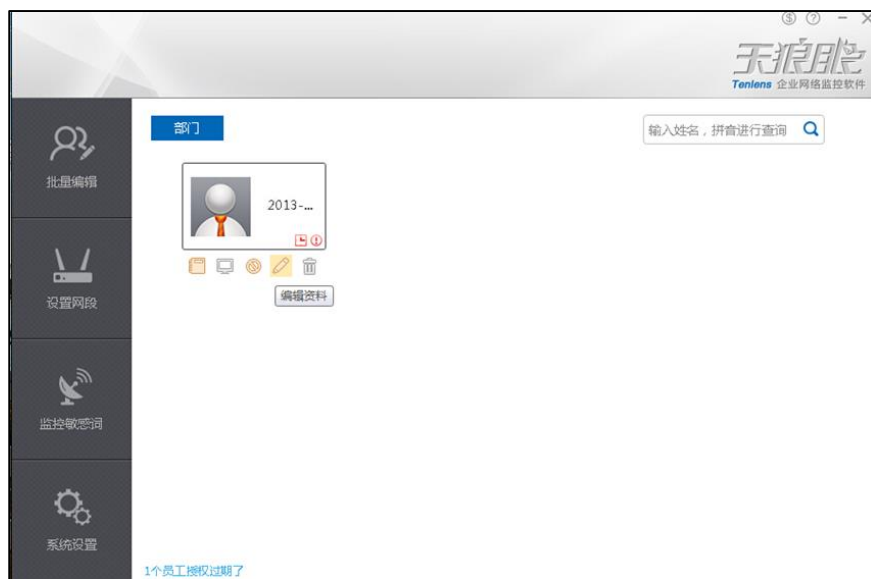 天狼眼
Tenlens 企业网络监控软件
批量编辑
设置网段
监控敏感词
系统设置
部门
输入姓名，拼音进行查询
2013-...
编辑资料
1个员工授权过期了